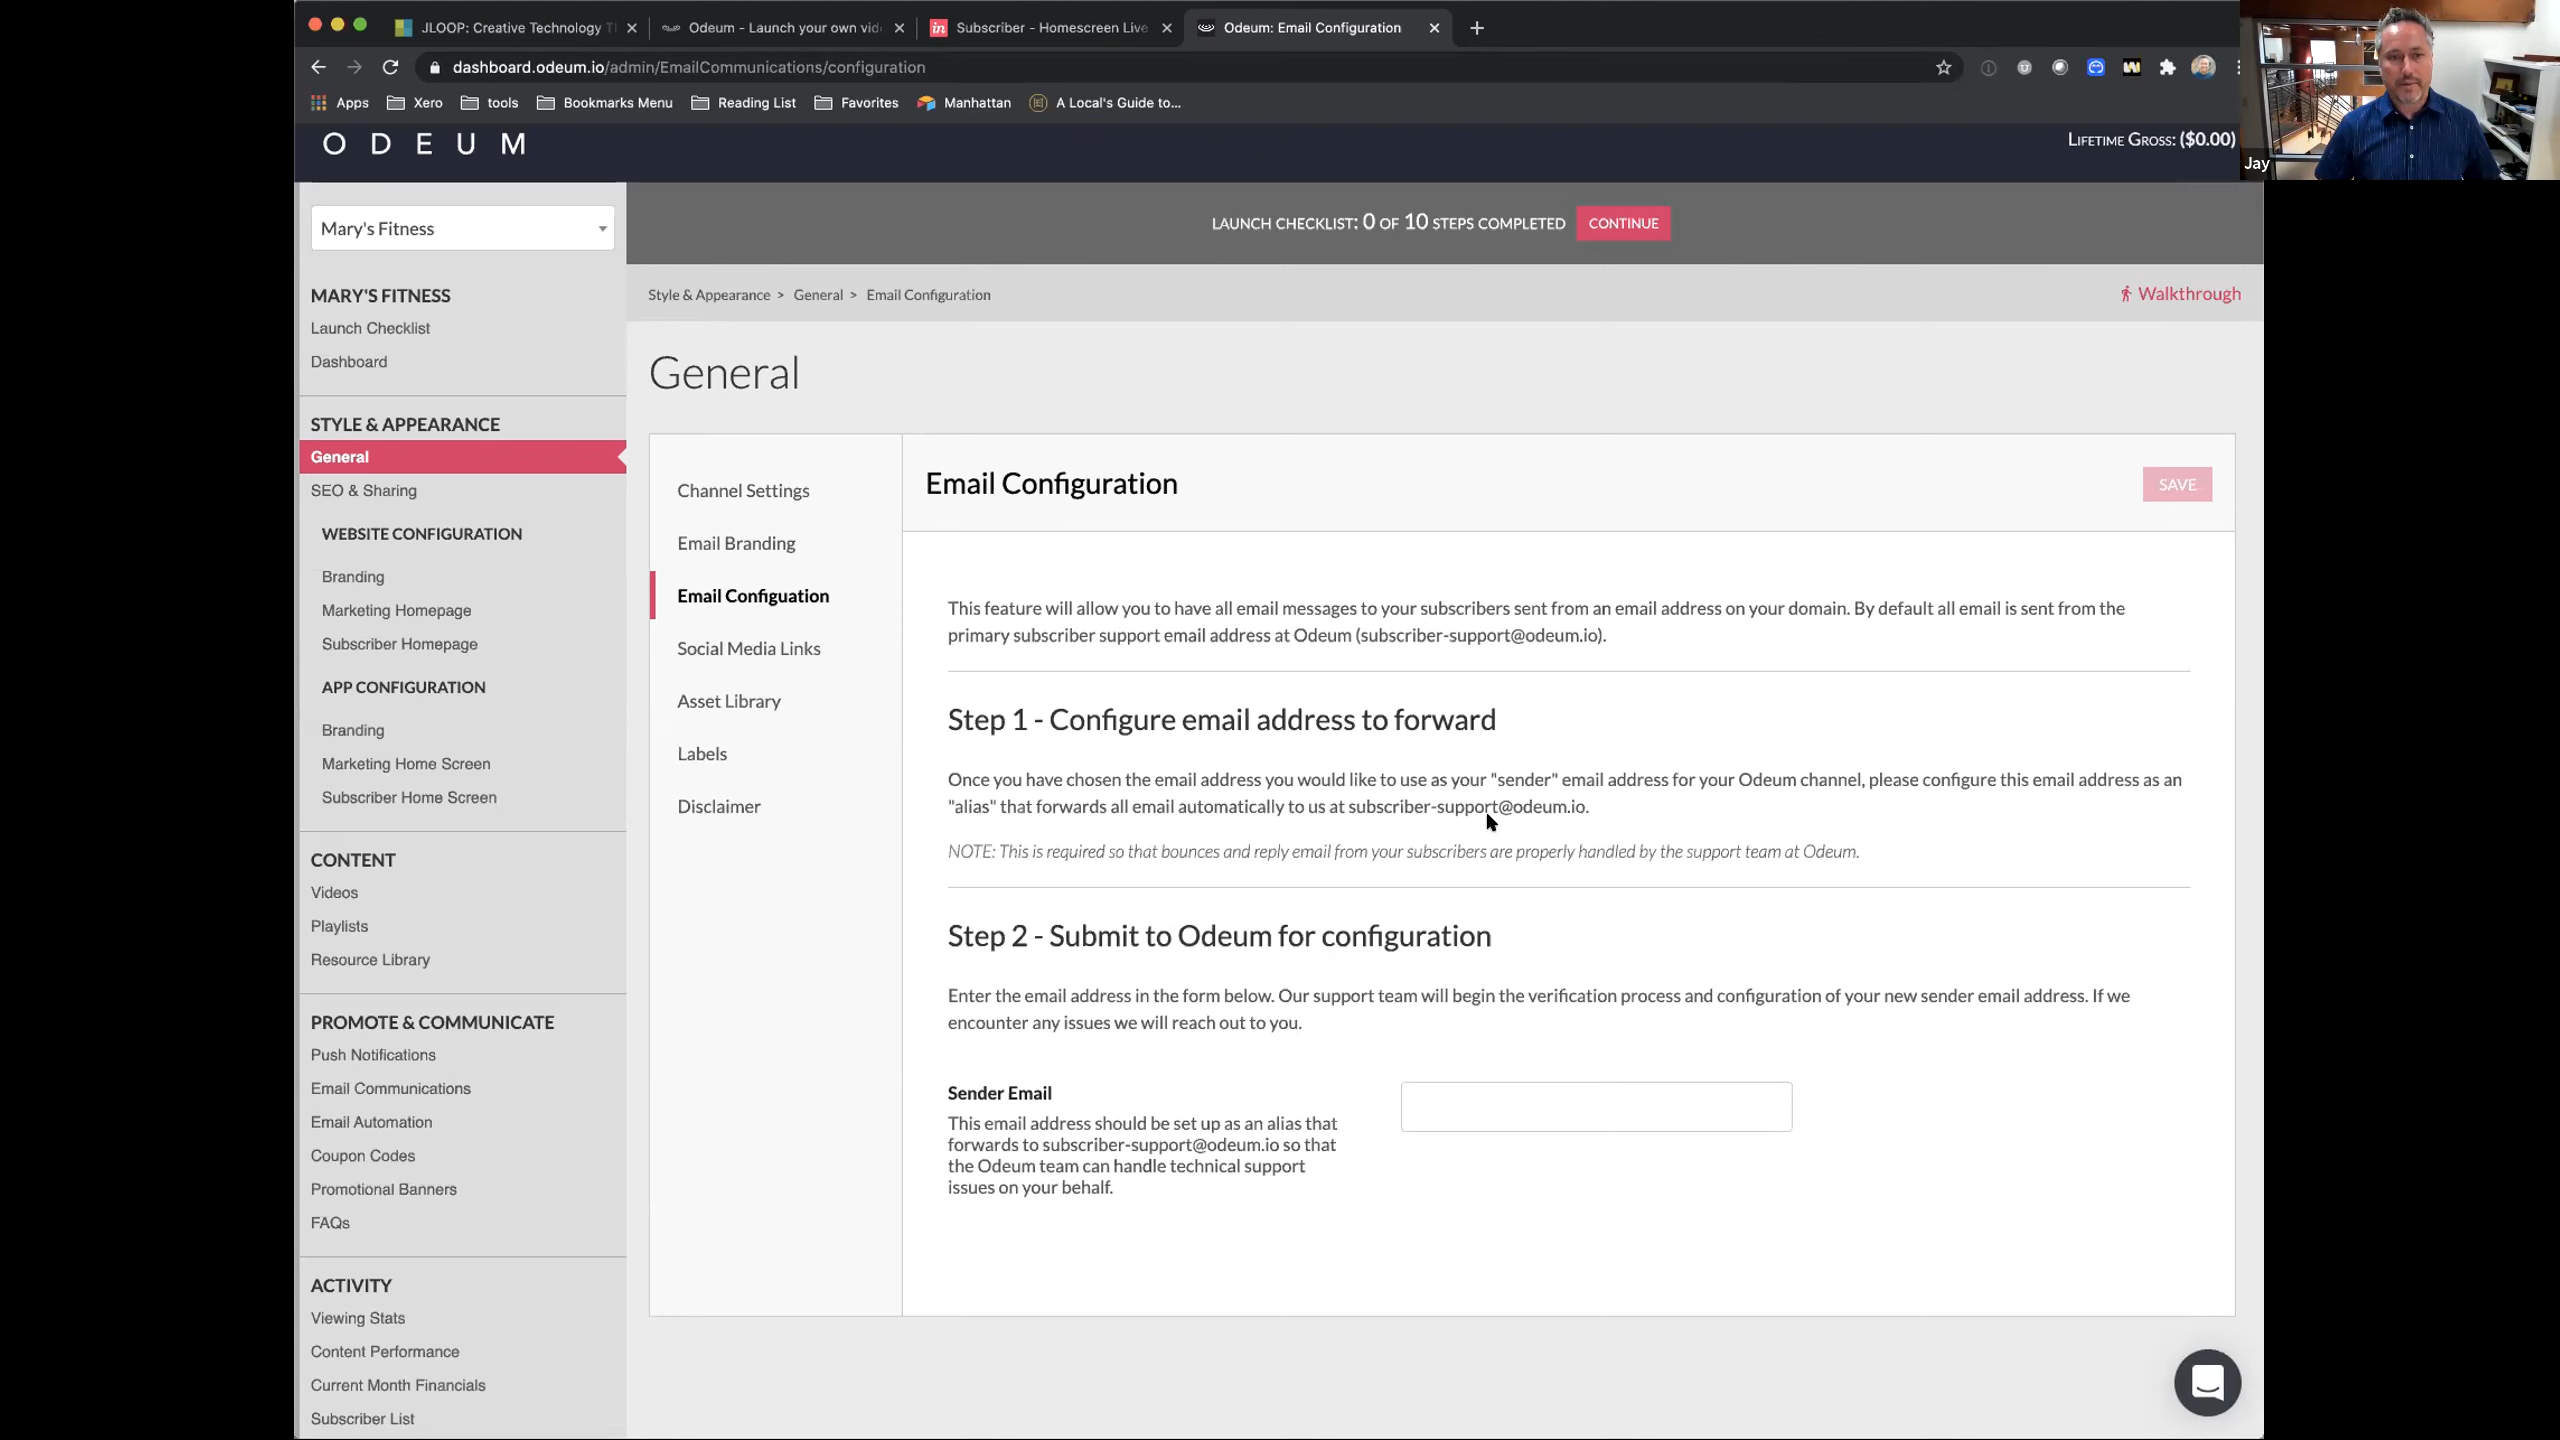 JLOOP: Creative Technology T
Odeum - Launch your own vid
Subscriber - Homescreen Live
Odeum: Email Configuration
dashboard.odeum.io/admin/EmailCommunications/configuration
Apps
Xero
tools
Bookmarks Menu
Reading List
Favorites
Manhattan
A Local's Guide to...
Jay
ODEUM
LIFETIME GROSS: ($0.00)
Mary's Fitness
LAUNCH CHECKLIST: 0 OF 10 STEPS COMPLETED
CONTINUE
Style & Appearance > General > Email Configuration
Walkthrough
MARY'S FITNESS
Launch Checklist
Dashboard
STYLE & APPEARANCE
General
SEO & Sharing
WEBSITE CONFIGURATION
Branding
Marketing Homepage
Subscriber Homepage
APP CONFIGURATION
Branding
Marketing Home Screen
Subscriber Home Screen
CONTENT
Videos
Playlists
Resource Library
PROMOTE & COMMUNICATE
Push Notifications
Email Communications
Email Automation
Coupon Codes
Promotional Banners
FAQs
ACTIVITY
Viewing Stats
Content Performance
Current Month Financials
Subscriber List
General
Channel Settings
Email Branding
Email Configuation
Social Media Links
Asset Library
Labels
Disclaimer
Email Configuration
SAVE
This feature will allow you to have all email messages to your subscribers sent from an email address on your domain. By default all email is sent from the
primary subscriber support email address at Odeum (subscriber-support@odeum.io).
Step 1 - Configure email address to forward
Once you have chosen the email address you would like to use as your "sender" email address for your Odeum channel, please configure this email address as an
"alias" that forwards all email automatically to us at subscriber-support@odeum.io.
NOTE: This is required so that bounces and reply email from your subscribers are properly handled by the support team at Odeum.
Step 2 - Submit to Odeum for configuration
Enter the email address in the form below. Our support team will begin the verification process and configuration of your new sender email address. If we
encounter any issues we will reach out to you.
Sender Email
This email address should be set up as an alias that
forwards to subscriber-support@odeum.io so that
the Odeum team can handle technical support
issues on your behalf.